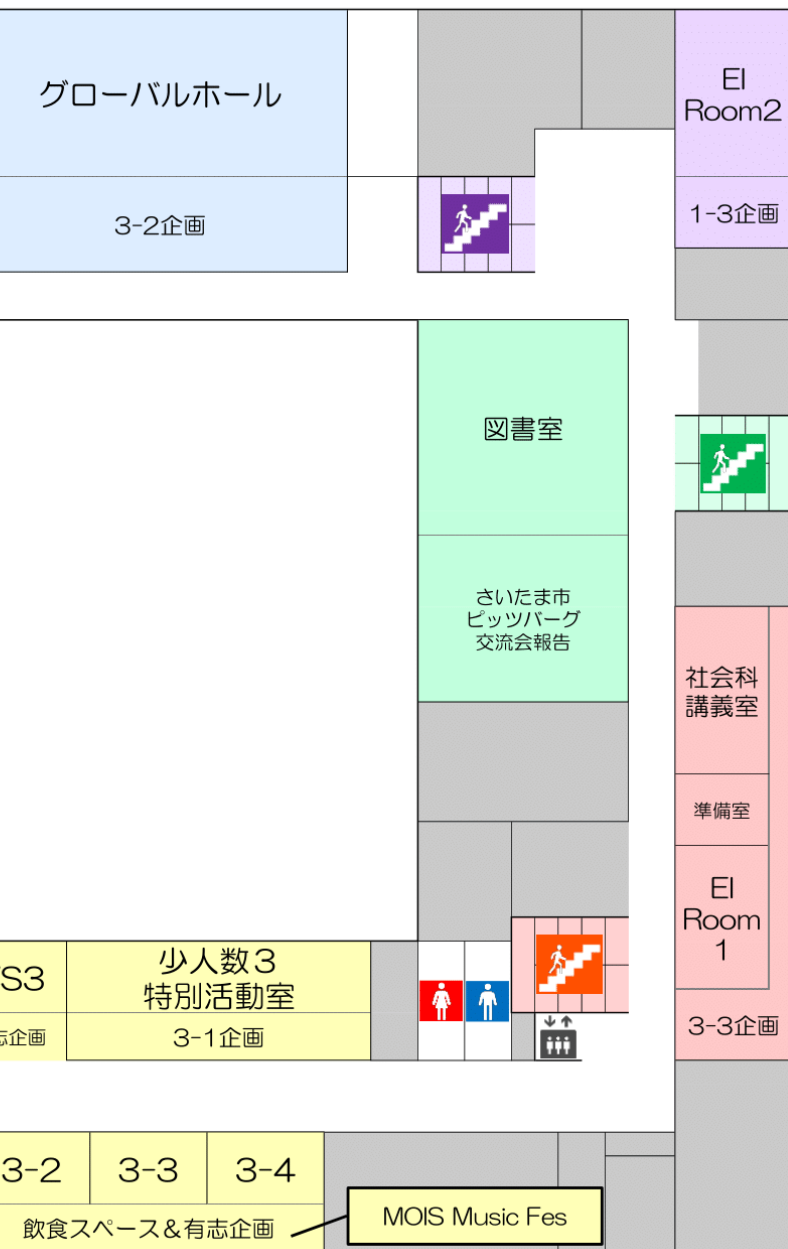 グローバルホール
3-2企画
EI
Room2
1-3企画
図書室
さいたま市
ピッツバーグ
交流会報告
社会科
講義室
準備室
EI
Room
1
3-3企画
S3
企画
少人数3
特別活動室
3-1企画
3-2
3-3
3-4
飲食スペース&有志企画
MOIS Music Fes